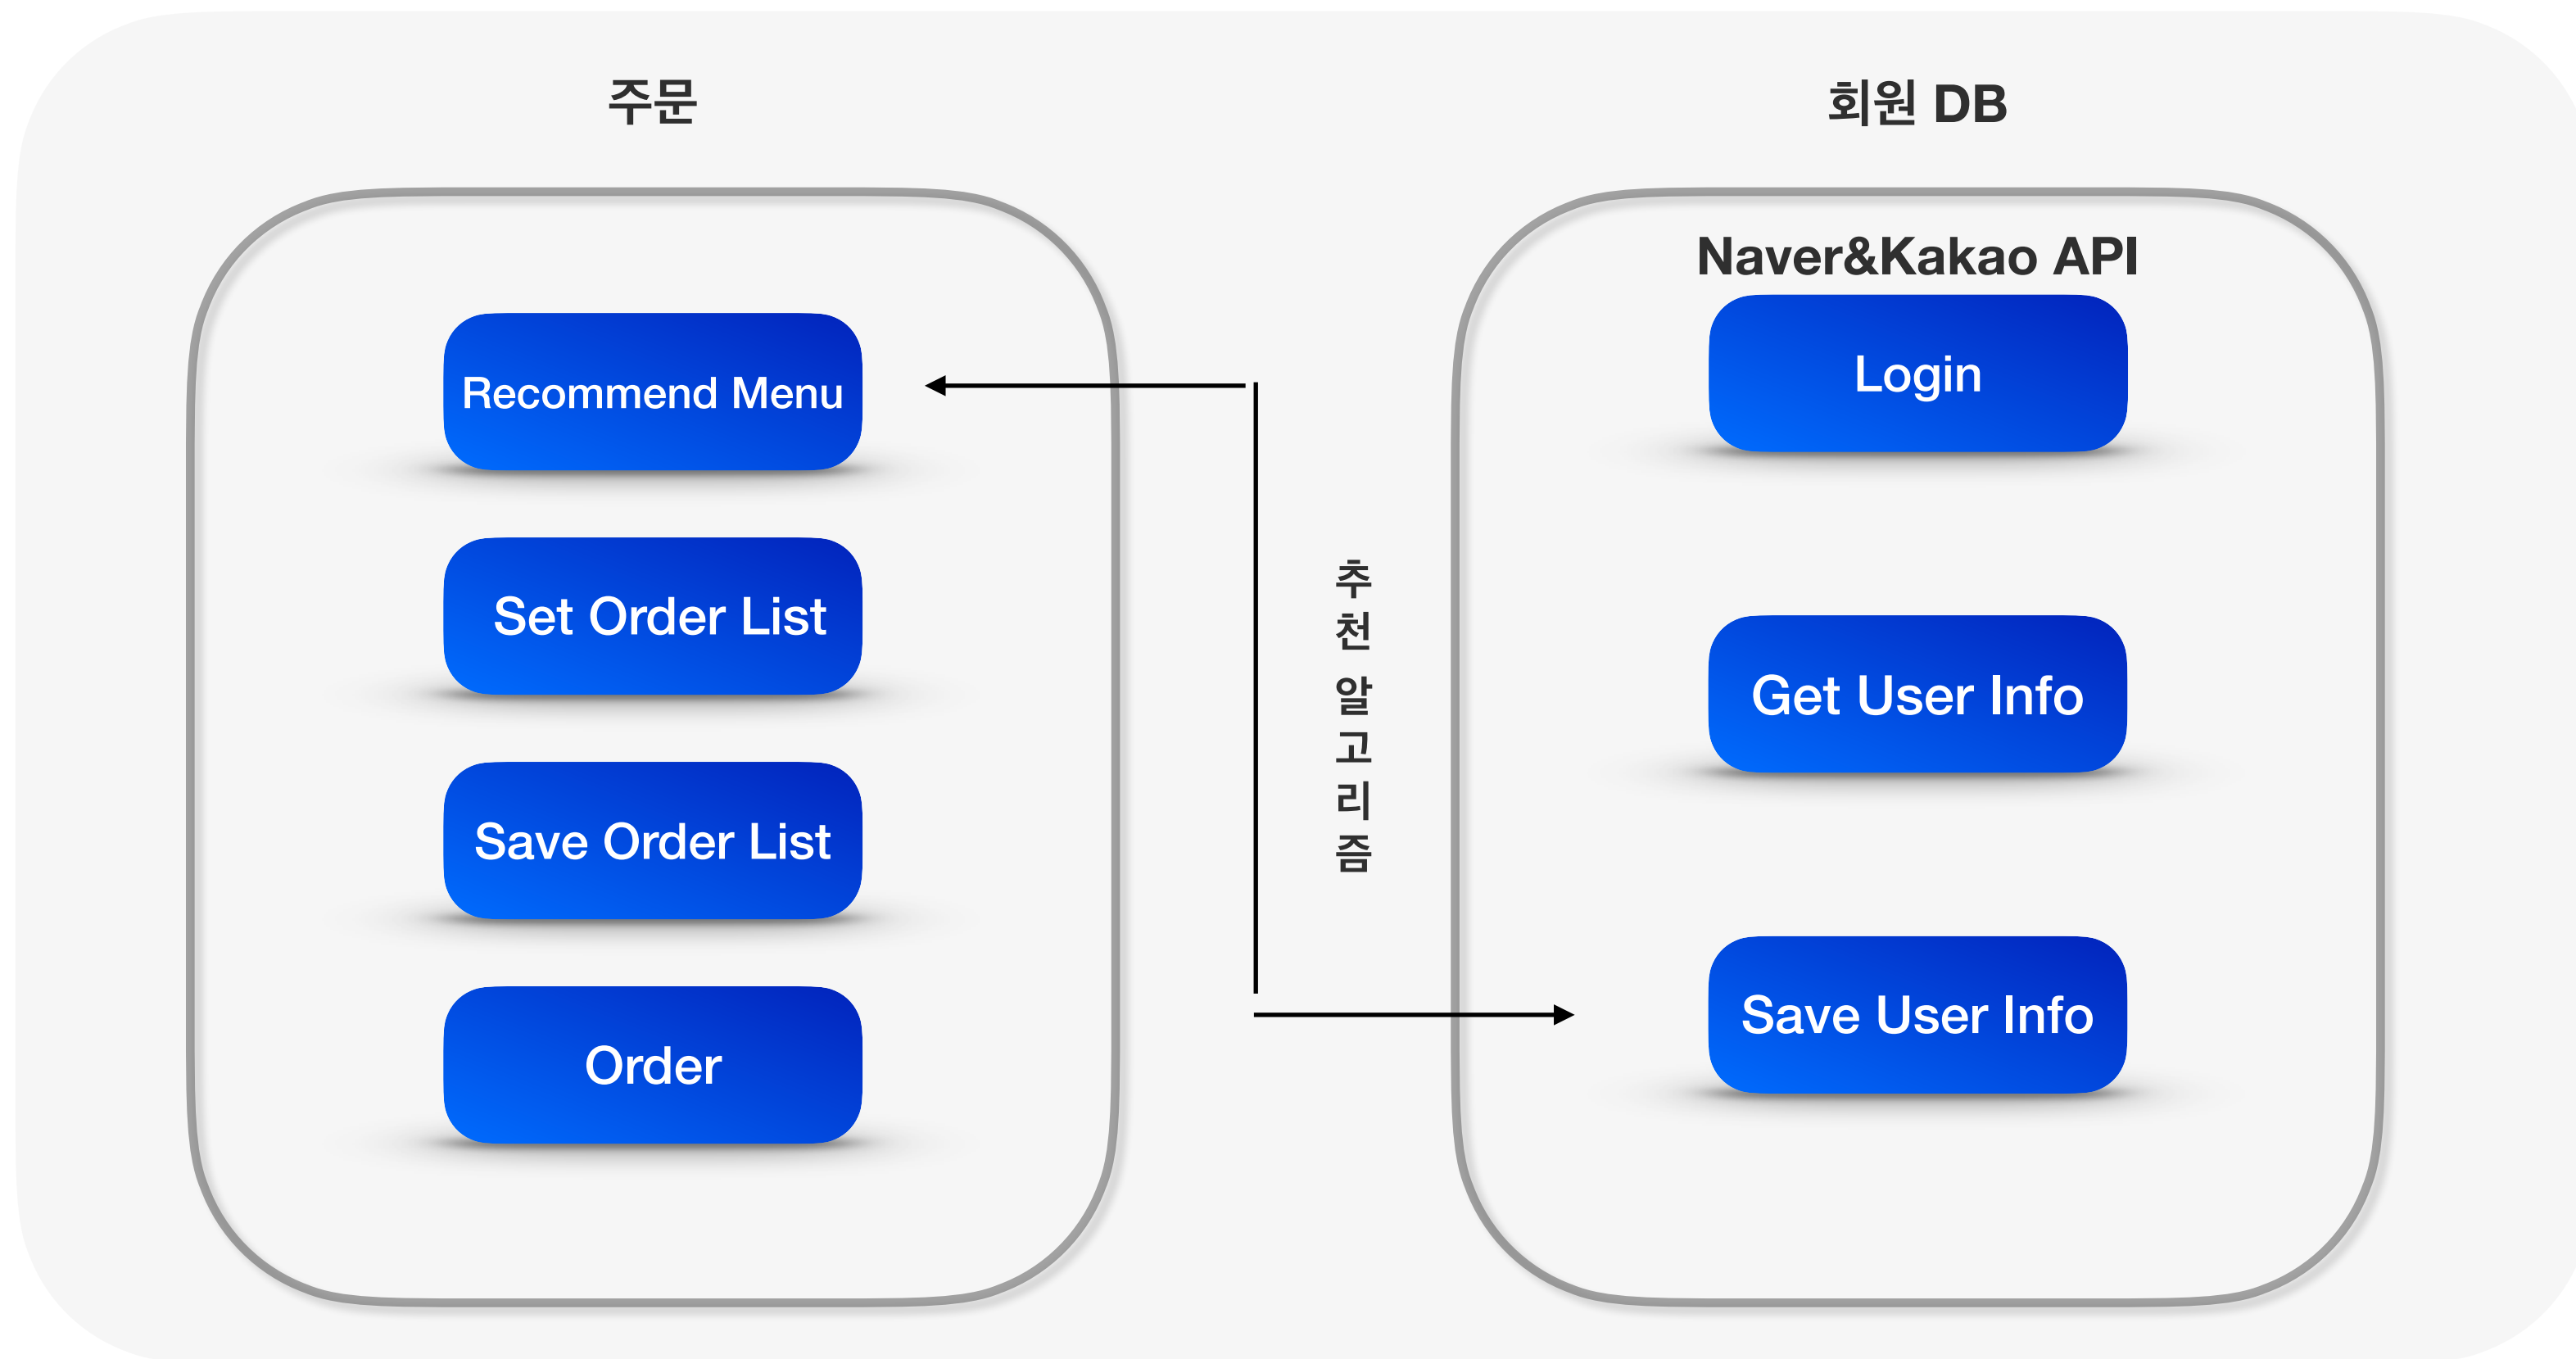 주문
Recommend Menu
Set Order List
Save Order List
Order
추천 알고리즘
회원 DB
Naver&Kakao API
Login
Get User Info
Save User Info